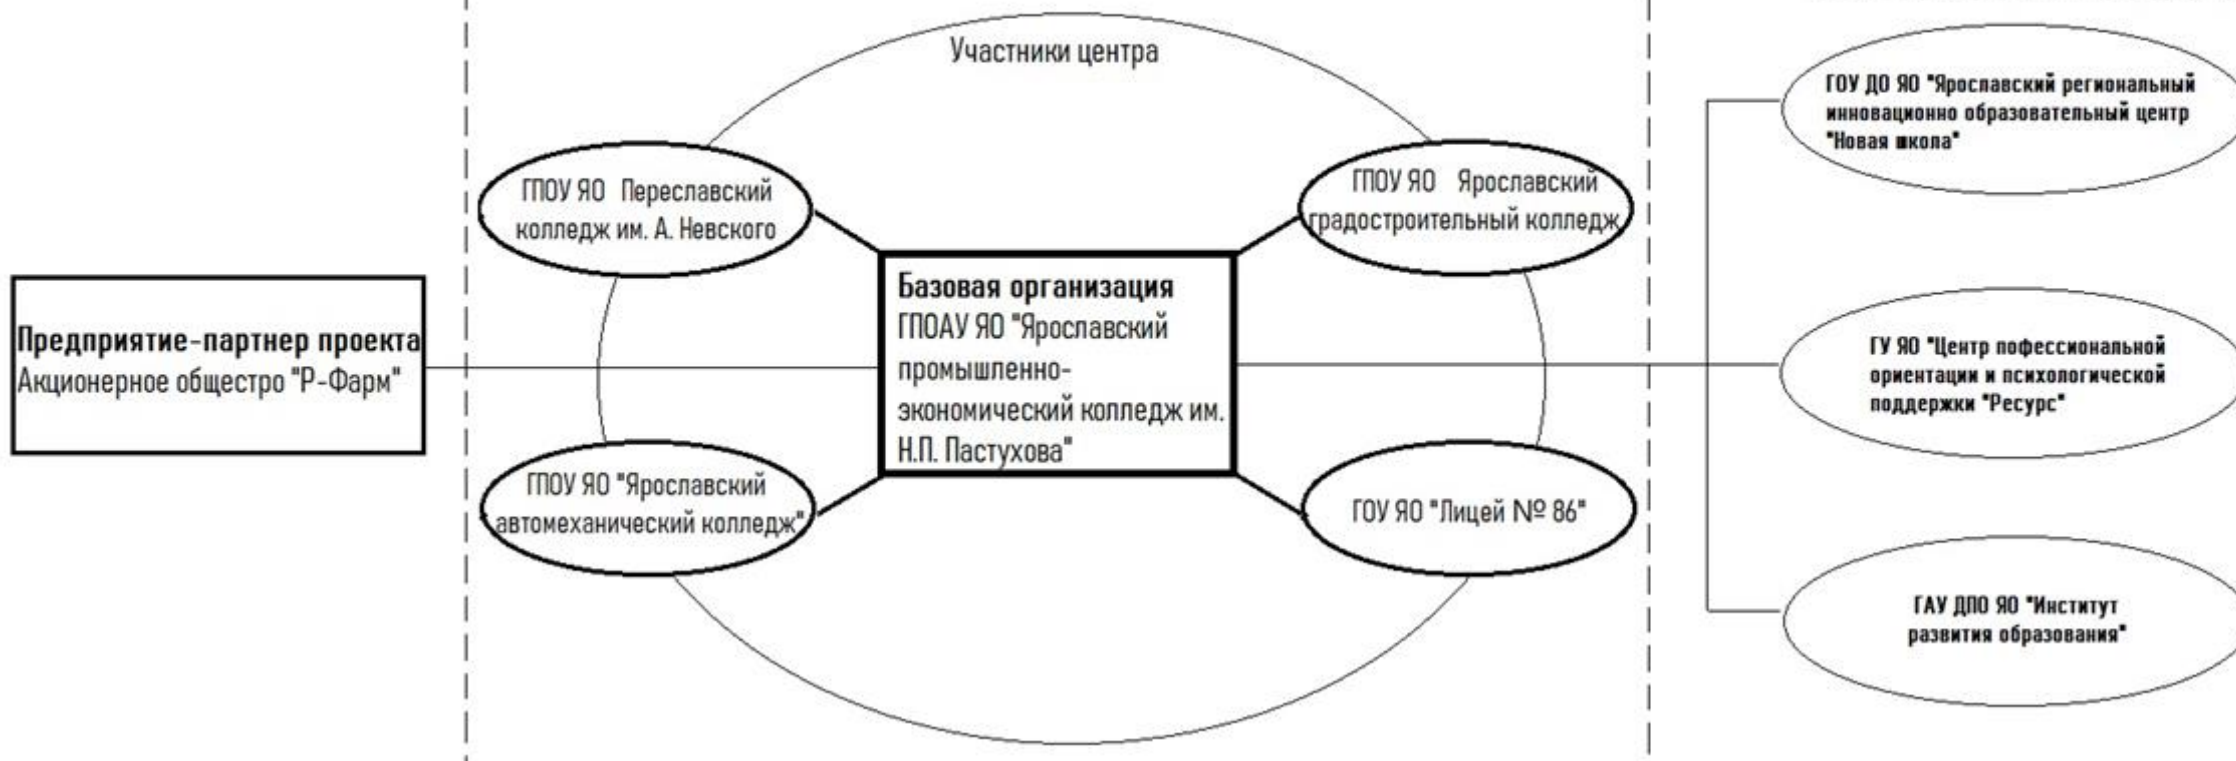 Участники центра
ГПОУ ЯО Переславский
колледж им. А. Невского
ГПОУ ЯО Ярославский
градостроительный колледж
Предприятие-партнер проекта
Акционерное общестро "Р-Фарм"
Базовая организация
ГПОАУ ЯО "Ярославский
промышленно-
экономический колледж им.
Н.П. Пастухова"
ГПОУ ЯО "Ярославский
автомеханический колледж"
ГОУ ЯО "Лицей № 86"
ГОУ ДО ЯО "Ярославский региональный
инновационно образовательный центр
"Новая школа"
ГУ ЯО "Центр пофессиональной
ориентации и психологической
поддержки "Ресурс"
ГАУ ДПО ЯО "Институт
развития образования"